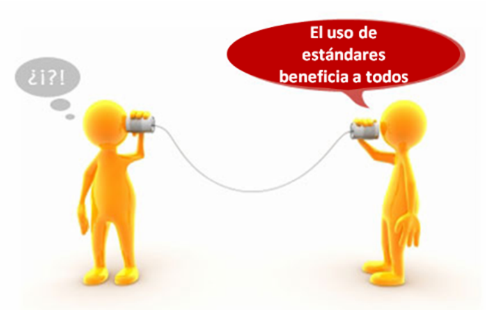 ¿¡?!
El uso de
estándares
beneficia a todos